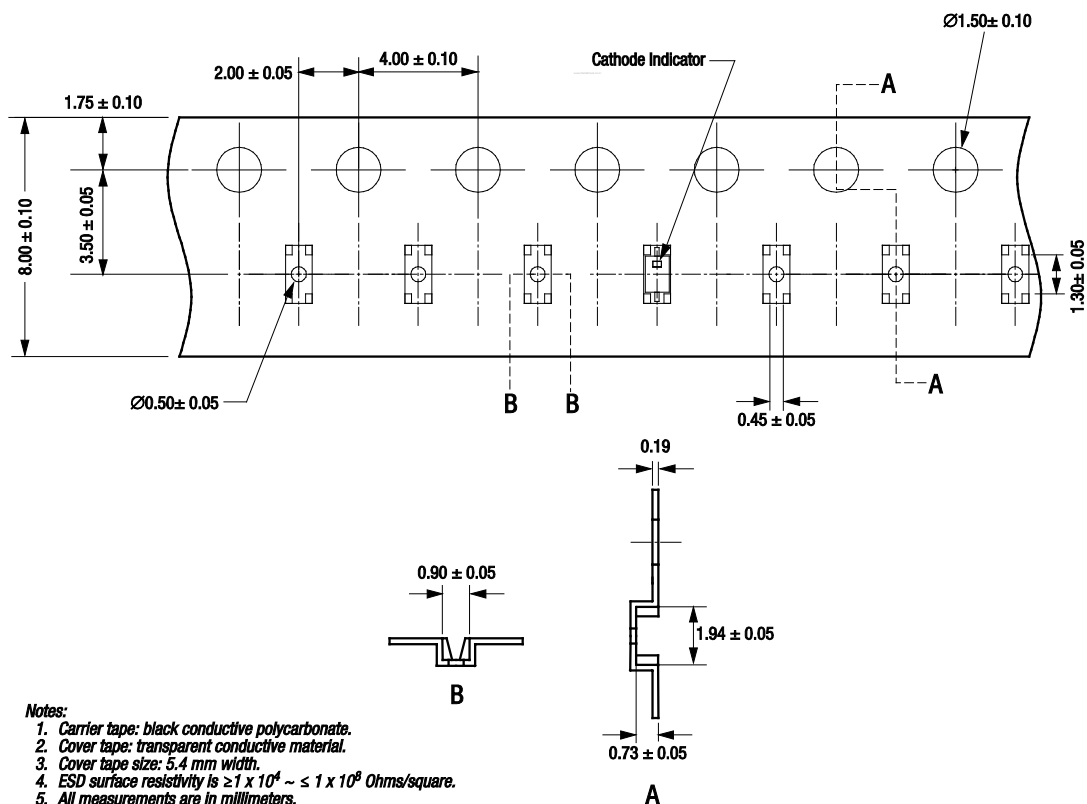 Ø1.50± 0.10
4.00 ± 0.10
Cathode Indicator
2.00 ± 0.05
A
1.75 ± 0.10
8.00 ± 0.10
3.50 ± 0.05
1.30± 0.05
Ø0.50± 0.05
B
B
A
0.45 ± 0.05
0.19
0.90 ± 0.05
1.94 ± 0.05
B
0.73 ± 0.05
A
Notes:
1. Carrier tape: black conductive polycarbonate.
2. Cover tape: transparent conductive material.
3. Cover tape size: 5.4 mm width.
4. ESD surface resistivity is ≥1 x 10⁴ ~ ≤ 1 x 10⁸ Ohms/square.
5. All measurements are in millimeters.